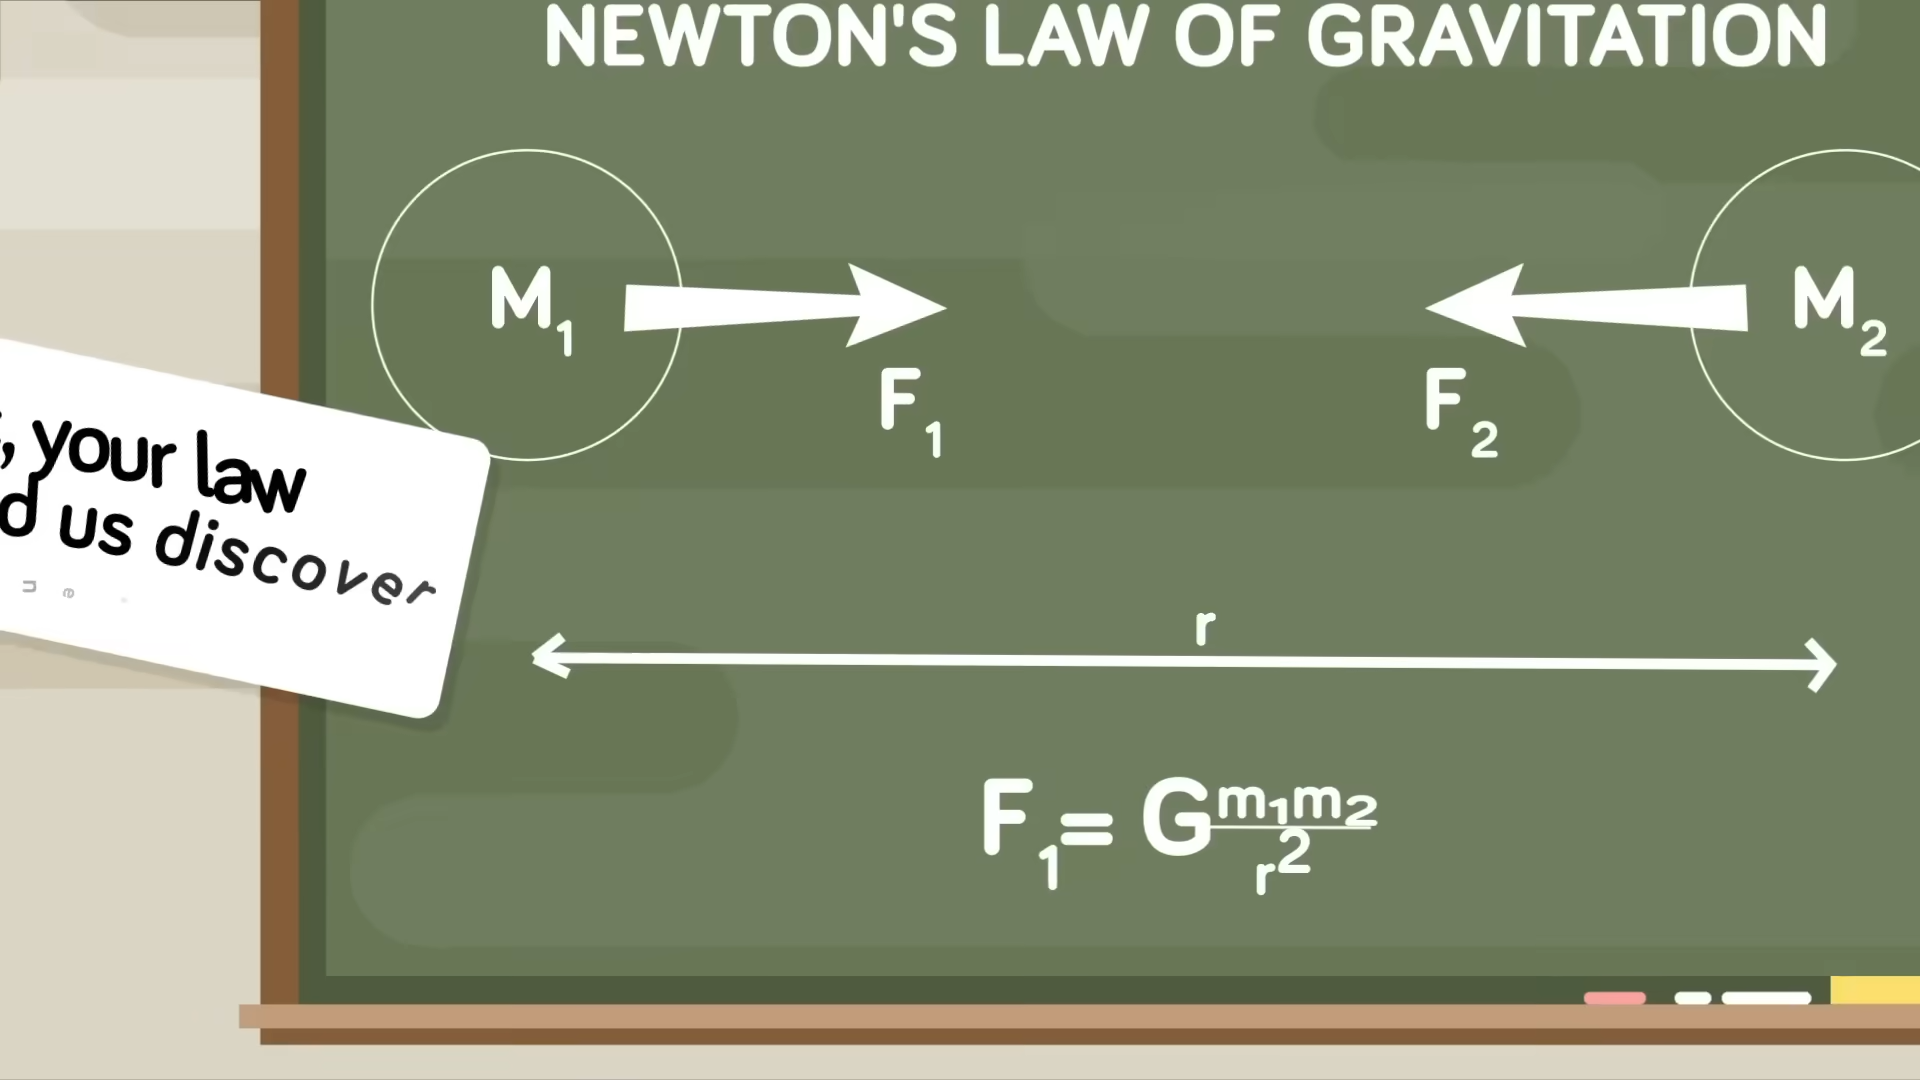 NEWTON'S LAW OF GRAVITATION
M₁
M₂
F₁
F₂
, your law
us discover
r
F₁= G m₁m₂/r²